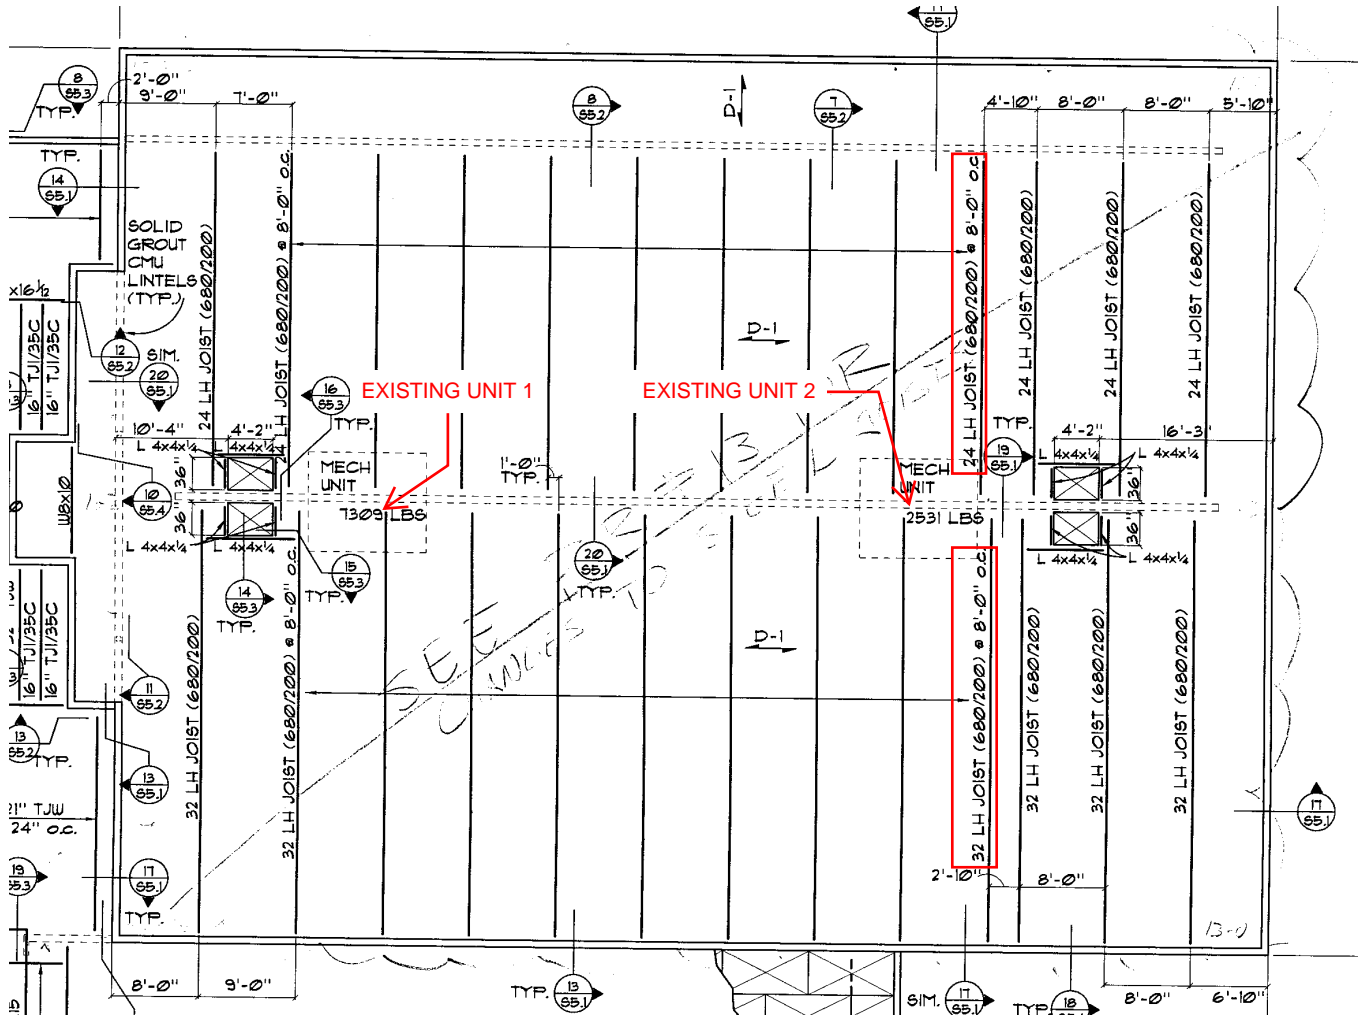 11
S5.1
8
S5.3
TYP.
2'-0"
9'-0"
7'-0"
8
S5.2
D-1
7
S5.2
4'-10"
8'-0"
8'-0"
5'-10"
TYP.
14
S5.1
SOLID
GROUT
CMU
LINTELS
(TYP.)
x16½
16" TJI/35C
16" TJI/35C
12
S5.2
SIM.
20
S5.1
24 LH JOIST (680/200)
24 LH JOIST (680/200) @ 8'-0" o.c.
24 LH JOIST (680/200) @ 8'-0" o.c.
24 LH JOIST (680/200)
24 LH JOIST (680/200)
24 LH JOIST (680/200)
D-1
16
S5.3
TYP.
EXISTING UNIT 1
EXISTING UNIT 2
TYP.
19
S5.1
10'-4"
4'-2"
L 4x4x¼
L 4x4x¼
36"
36"
L 4x4x¼
L 4x4x¼
MECH
UNIT
7309 LBS
1'-0"
TYP.
MECH
UNIT
2531 LBS
4'-2"
16'-3"
L 4x4x¼
L 4x4x¼
36"
36"
L 4x4x¼
L 4x4x¼
W8x10
10
S5.4
20
S5.1
TYP.
15
S5.3
TYP.
14
S5.3
TYP.
SEE
CHANGES TO
16" TJI/35C
16" TJI/35C
11
S5.2
D-1
32 LH JOIST (680/200)
32 LH JOIST (680/200) @ 8'-0" o.c.
32 LH JOIST (680/200) @ 8'-0" o.c.
32 LH JOIST (680/200)
32 LH JOIST (680/200)
32 LH JOIST (680/200)
13
S5.2
TYP.
13
S5.1
21" TJW
24" o.c.
17
S5.1
19
S5.3
17
S5.1
TYP.
2'-10"
8'-0"
13-0
8'-0"
9'-0"
TYP.
13
S5.1
SIM.
17
S5.1
TYP.
18
S5.1
8'-0"
6'-10"